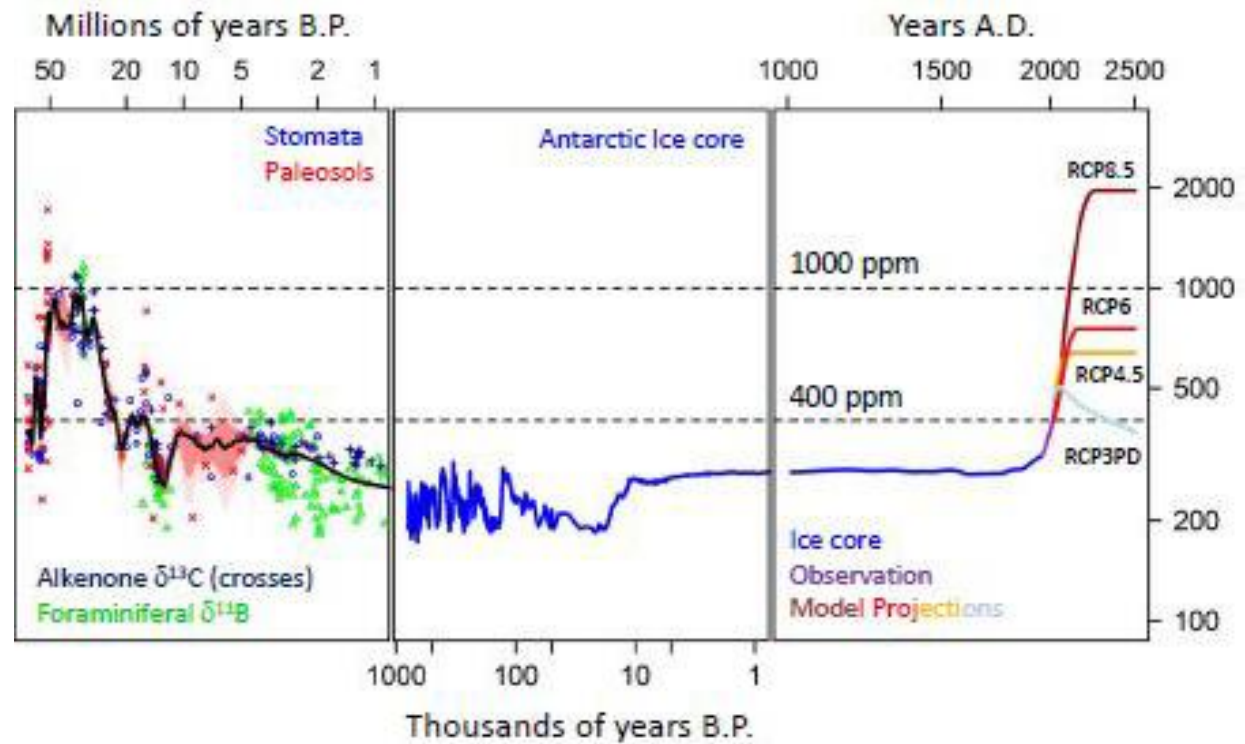 Millions of years B.P.
Years A.D.
50 20 10 5 2 1
1000 1500 2000 2500
Stomata
Paleosols
Antarctic Ice core
RCP8.5
2000
1000 ppm
1000
RCP6
RCP4.5
500
400 ppm
RCP3PD
200
Ice core
Observation
Model Projections
Alkenone δ¹³C (crosses)
Foraminiferal δ¹¹B
100
1000 100 10 1
Thousands of years B.P.